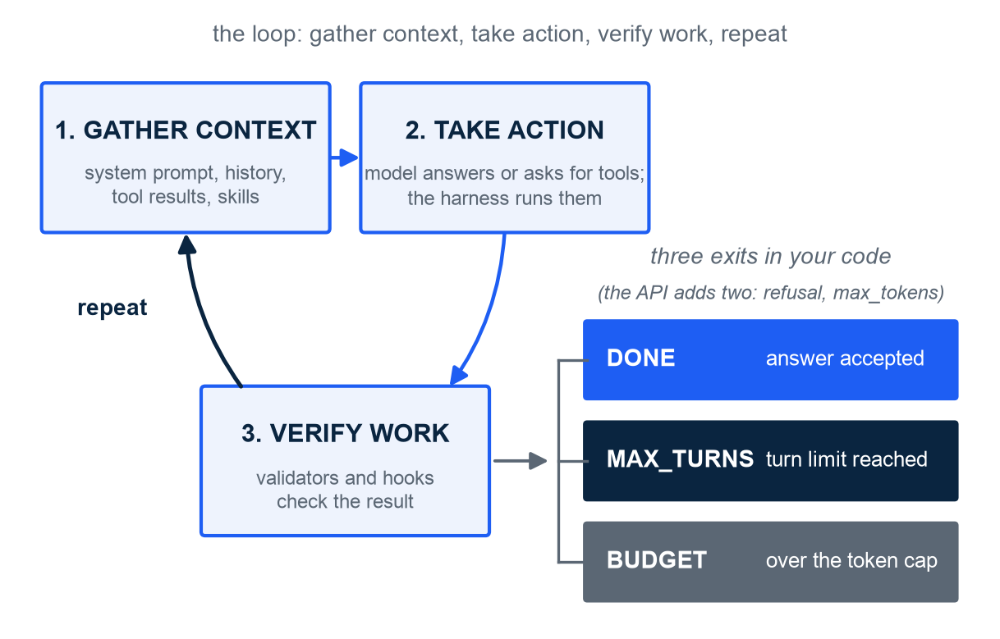 the loop: gather context, take action, verify work, repeat
1. GATHER CONTEXT
system prompt, history,
tool results, skills
2. TAKE ACTION
model answers or asks for tools;
the harness runs them
three exits in your code
(the API adds two: refusal, max_tokens)
repeat
3. VERIFY WORK
validators and hooks
check the result
DONE answer accepted
MAX_TURNS turn limit reached
BUDGET over the token cap